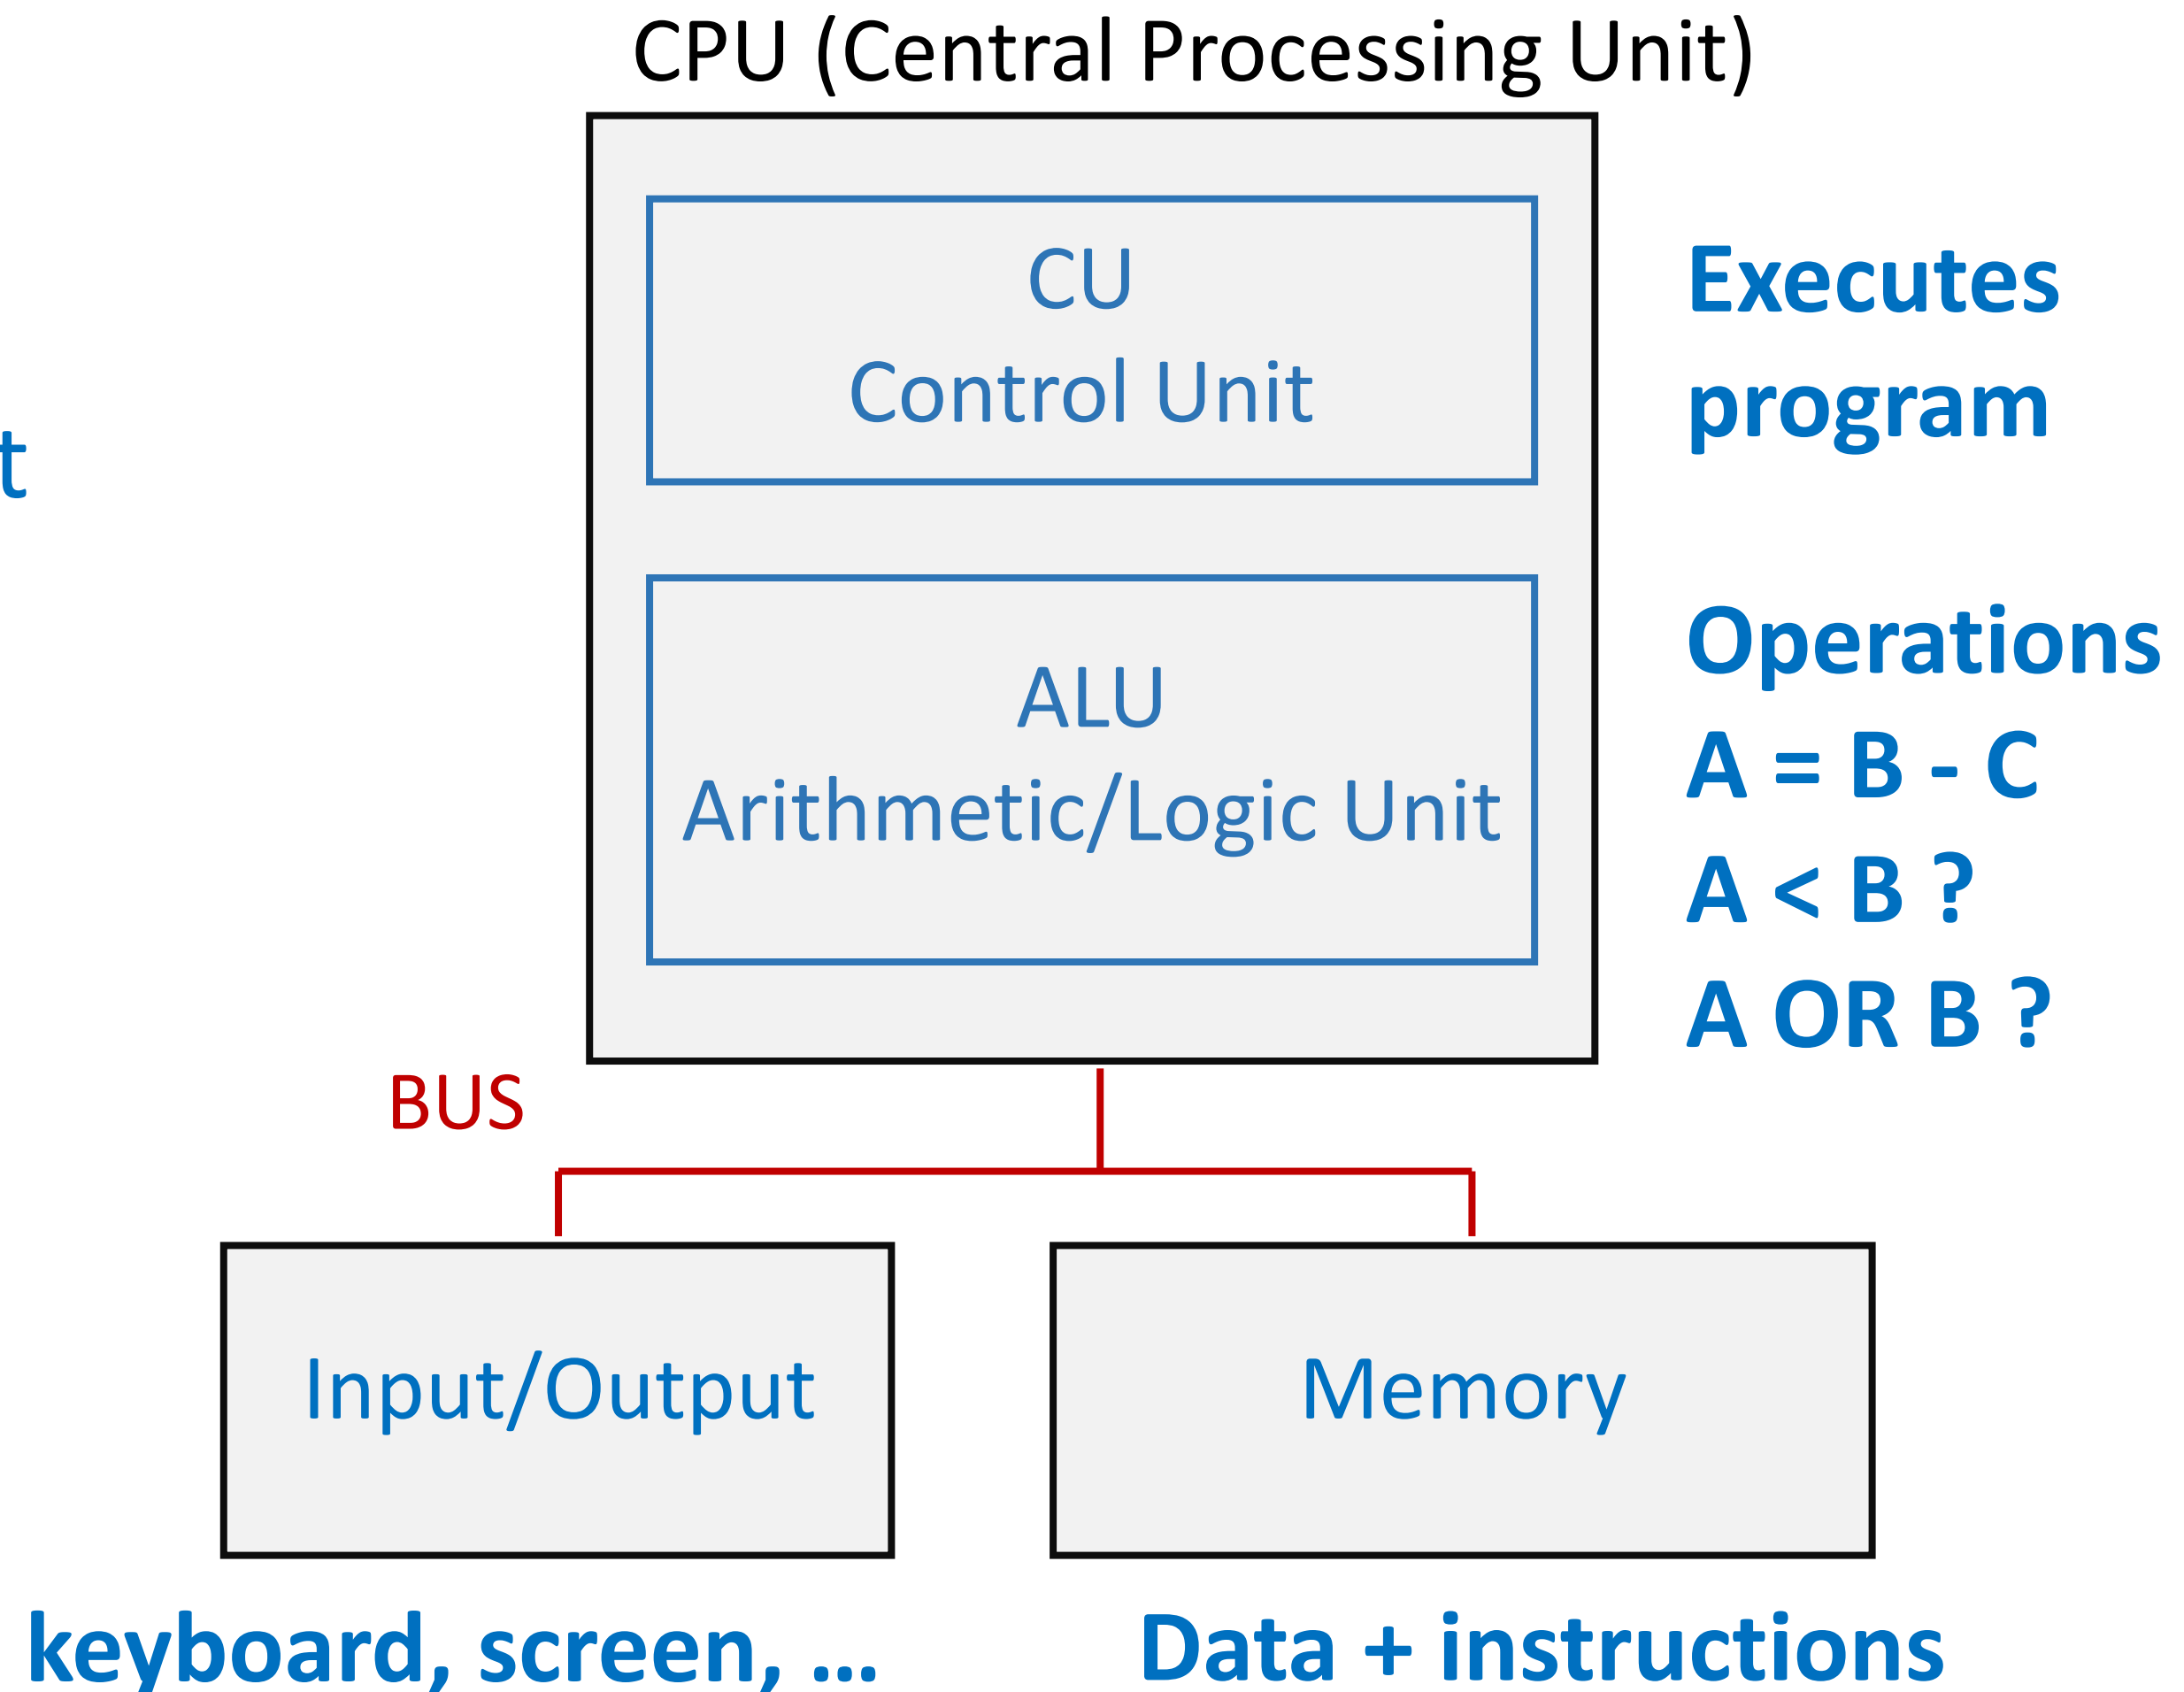 CPU (Central Processing Unit)
CU
Control Unit
Executes
program
t
ALU
Arithmetic/Logic Unit
Operations
A = B - C
A < B ?
A OR B ?
BUS
Input/Output
Memory
keyboard, screen, ...
Data + instructions